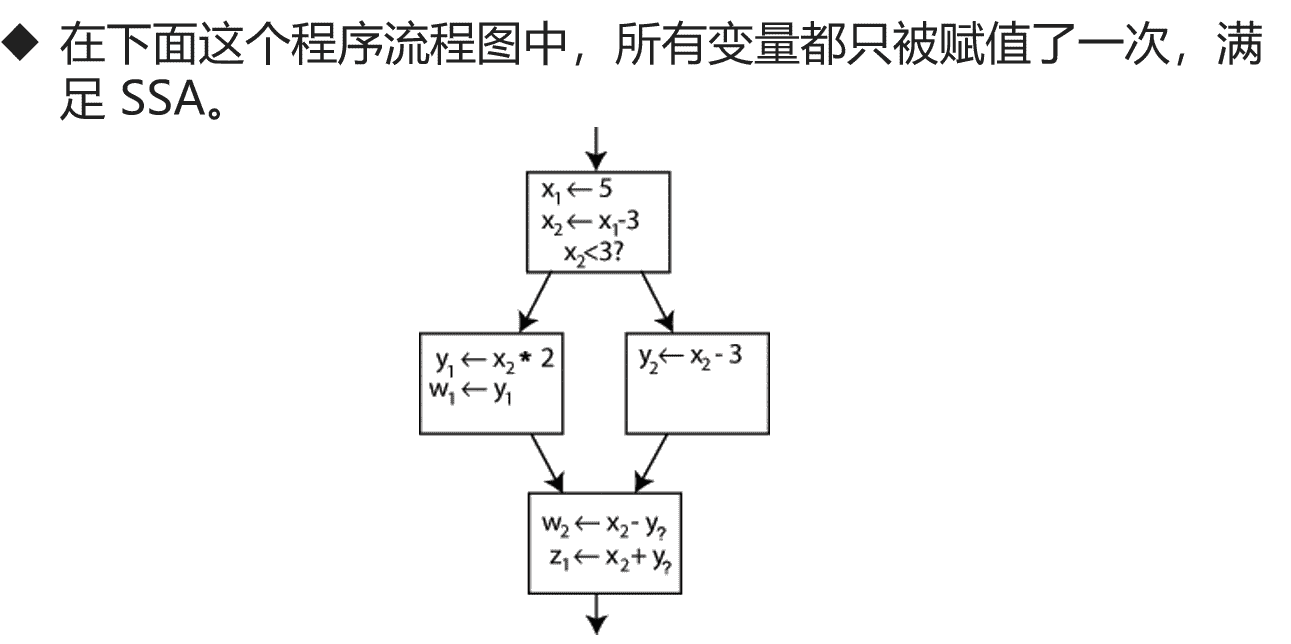 ◆ 在下面这个程序流程图中，所有变量都只被赋值了一次，满
足 SSA。
x₁ ← 5
x₂ ← x₁-3
x₂<3?
y₁ ← x₂ * 2
w₁ ← y₁
y₂ ← x₂ - 3
w₂ ← x₂ - y?
z₁ ← x₂ + y?